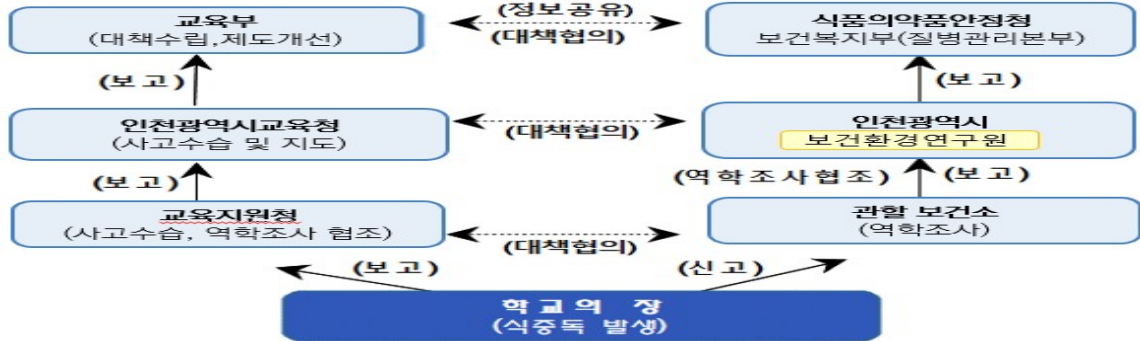 교육부
(대책수립,제도개선)
(정보공유)
(대책협의)
식품의약품안정청
보건복지부(질병관리본부)
(보고)
(보고)
인천광역시교육청
(사고수습 및 지도)
(대책협의)
인천광역시
보건환경연구원
(보고)
(역학조사협조)
(보고)
교육지원청
(사고수습, 역학조사 협조)
(대책협의)
관할 보건소
(역학조사)
(보고)
(신고)
학교의 장
(식중독 발생)